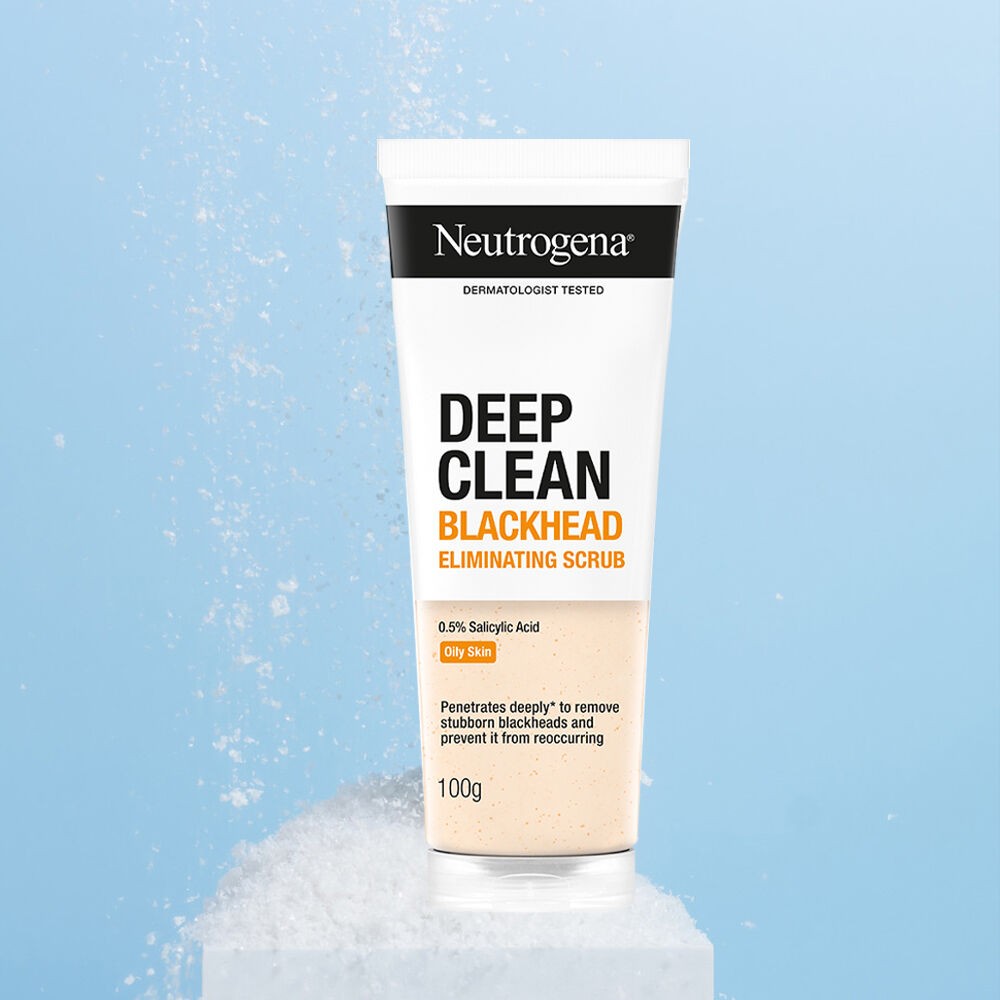 Neutrogena®
DERMATOLOGIST TESTED
DEEP
CLEAN
BLACKHEAD
ELIMINATING SCRUB
0.5% Salicylic Acid
Oily Skin
Penetrates deeply* to remove
stubborn blackheads and
prevent it from reoccurring
100g